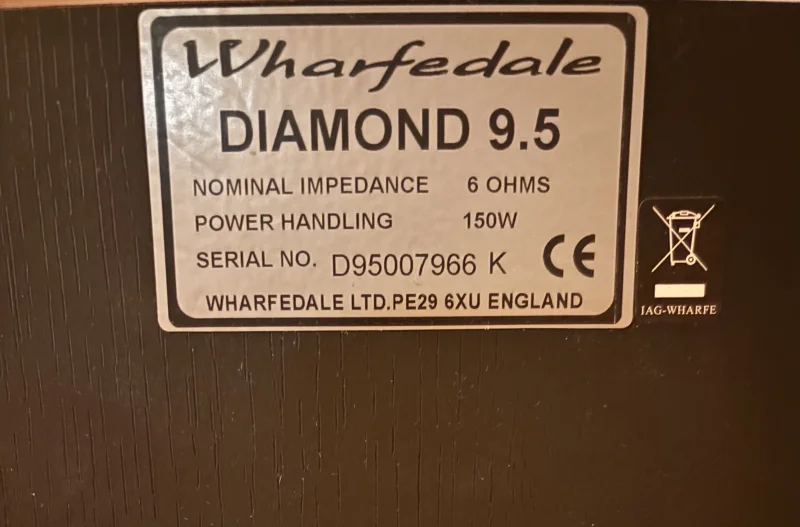 Wharfedale
DIAMOND 9.5
NOMINAL IMPEDANCE 6 OHMS
POWER HANDLING 150W
SERIAL NO. D95007966 K CE
WHARFEDALE LTD.PE29 6XU ENGLAND
IAG-WHARFE